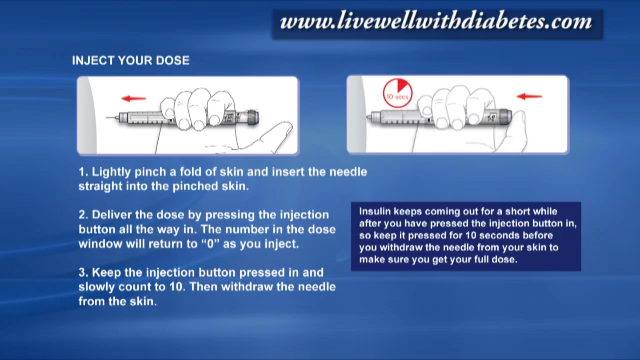 www.livewellwithdiabetes.com
INJECT YOUR DOSE
10 secs
1. Lightly pinch a fold of skin and insert the needle
straight into the pinched skin.
2. Deliver the dose by pressing the injection
button all the way in. The number in the dose
window will return to “0” as you inject.
3. Keep the injection button pressed in and
slowly count to 10. Then withdraw the needle
from the skin.
Insulin keeps coming out for a short while
after you have pressed the injection button in,
so keep it pressed for 10 seconds before
you withdraw the needle from your skin to
make sure you get your full dose.